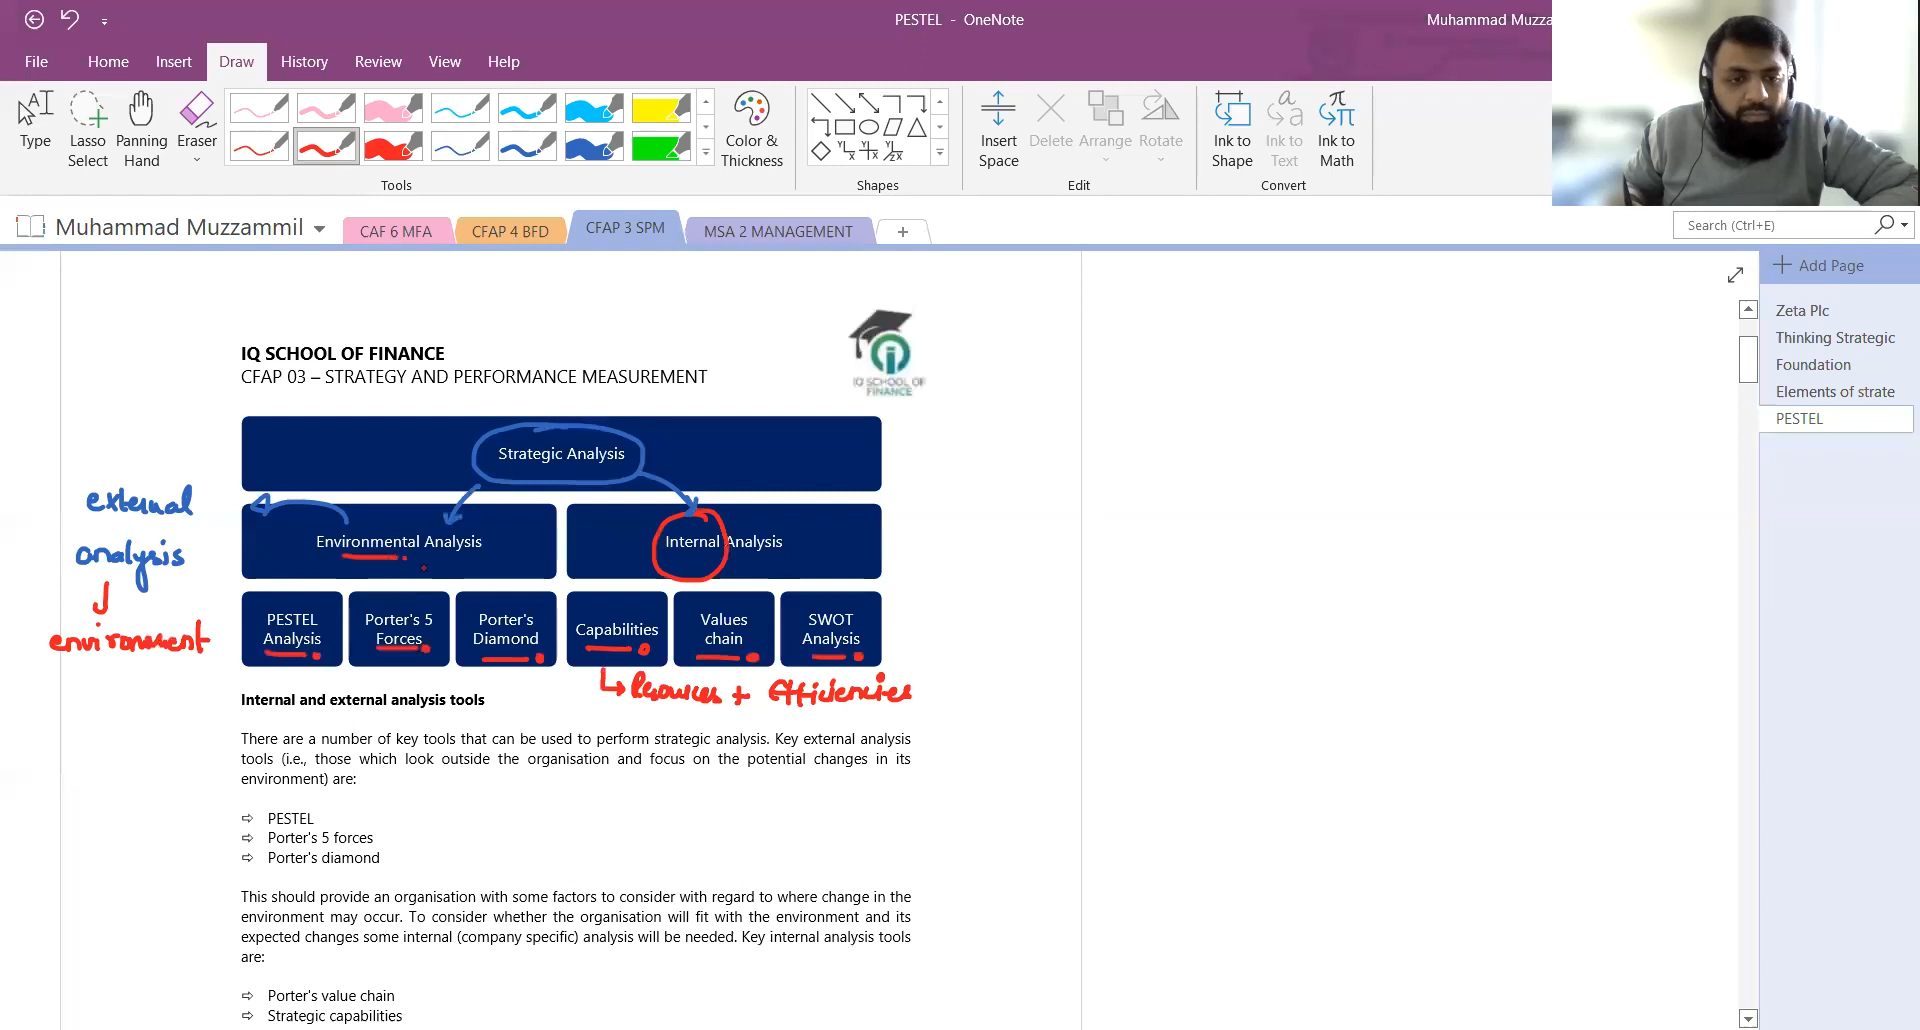 PESTEL - OneNote
Muhammad Muzza
File Home Insert Draw History Review View Help
Type
Lasso Select
Panning Hand
Eraser
Color & Thickness
Insert Space
Delete
Arrange
Rotate
Ink to Shape
Ink to Text
Ink to Math
Tools
Shapes
Edit
Convert
Muhammad Muzzammil
CAF 6 MFA
CFAP 4 BFD
CFAP 3 SPM
MSA 2 MANAGEMENT
Search (Ctrl+E)
Add Page
Zeta Plc
Thinking Strategic
Foundation
Elements of strate
PESTEL
IQ SCHOOL OF FINANCE
CFAP 03 – STRATEGY AND PERFORMANCE MEASUREMENT
IQ SCHOOL OF
FINANCE
Strategic Analysis
external
analysis
environment
Environmental Analysis
Internal Analysis
PESTEL
Analysis
Porter's 5
Forces
Porter's
Diamond
Capabilities
Values
chain
SWOT
Analysis
Resources + Efficiencies
Internal and external analysis tools
There are a number of key tools that can be used to perform strategic analysis. Key external analysis
tools (i.e., those which look outside the organisation and focus on the potential changes in its
environment) are:
⇨ PESTEL
⇨ Porter's 5 forces
⇨ Porter's diamond
This should provide an organisation with some factors to consider with regard to where change in the
environment may occur. To consider whether the organisation will fit with the environment and its
expected changes some internal (company specific) analysis will be needed. Key internal analysis tools
are:
⇨ Porter's value chain
⇨ Strategic capabilities